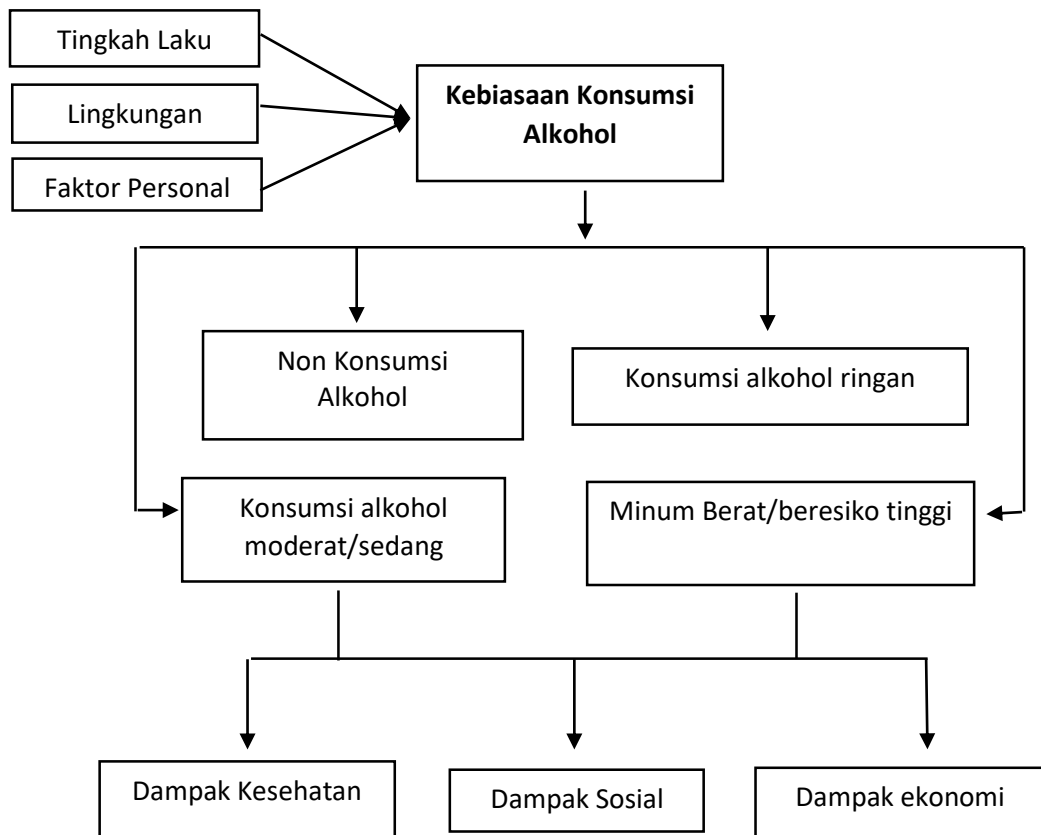 Tingkah Laku
Lingkungan
Faktor Personal
Kebiasaan Konsumsi
Alkohol
Non Konsumsi
Alkohol
Konsumsi alkohol ringan
Konsumsi alkohol
moderat/sedang
Minum Berat/beresiko tinggi
Dampak Kesehatan
Dampak Sosial
Dampak ekonomi